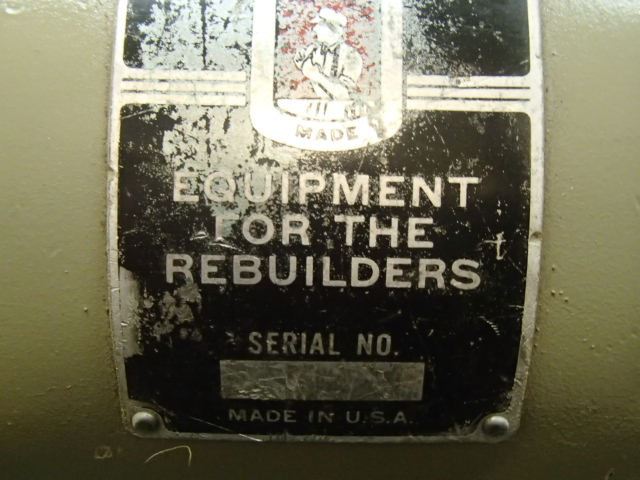 MADE
EQUIPMENT
FOR THE
REBUILDERS
SERIAL NO.
MADE IN U.S.A.